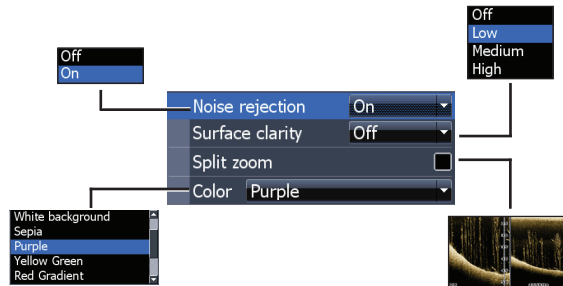 Off
On
Off
Low
Medium
High
Noise rejection On
Surface clarity Off
Split zoom
Color Purple
White background
Sepia
Purple
Yellow Green
Red Gradient